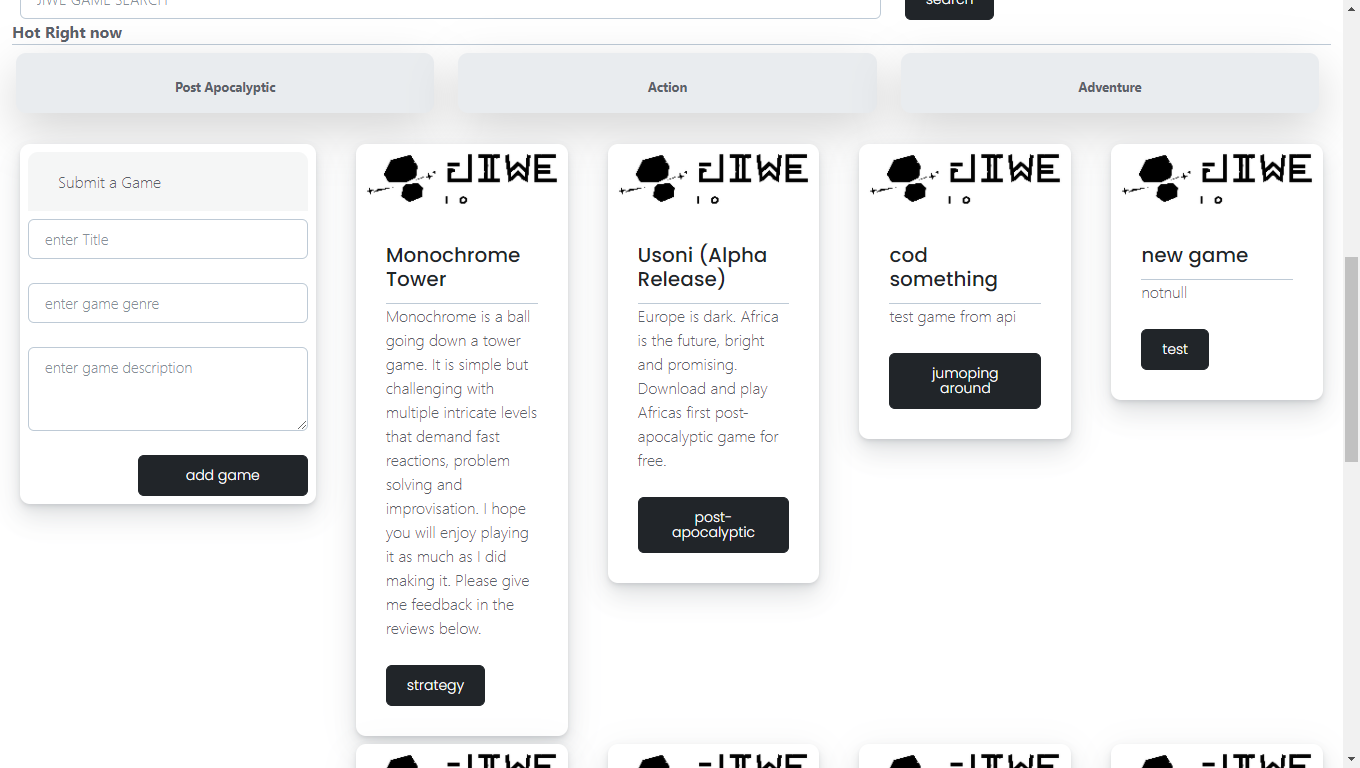 JIWE GAME SEARCH
search
Hot Right now
Post Apocalyptic
Action
Adventure
Submit a Game
enter Title
enter game genre
enter game description
add game
JIWE
IO
Monochrome
Tower
Monochrome is a ball
going down a tower
game. It is simple but
challenging with
multiple intricate levels
that demand fast
reactions, problem
solving and
improvisation. I hope
you will enjoy playing
it as much as I did
making it. Please give
me feedback in the
reviews below.
strategy
JIWE
IO
Usoni (Alpha
Release)
Europe is dark. Africa
is the future, bright
and promising.
Download and play
Africas first post-
apocalyptic game for
free.
post-
apocalyptic
JIWE
IO
cod
something
test game from api
jumoping
around
JIWE
IO
new game
notnull
test
JIWE
JIWE
JIWE
JIWE